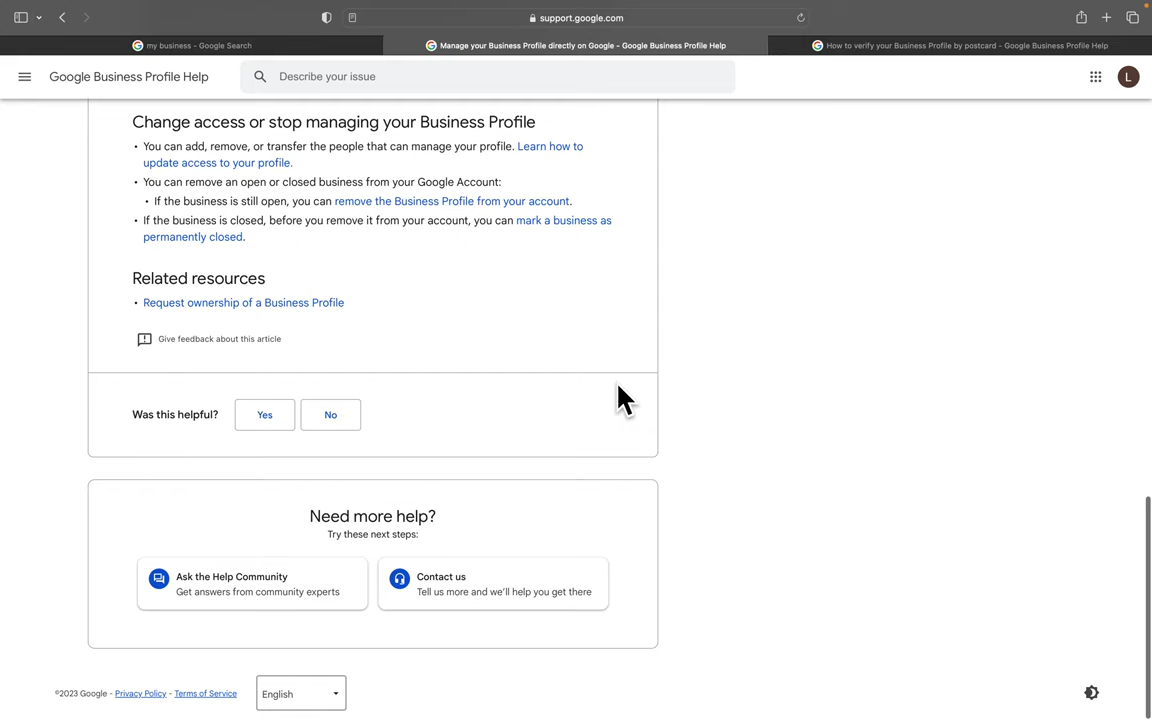 support.google.com
my business - Google Search
Manage your Business Profile directly on Google - Google Business Profile Help
How to verify your Business Profile by postcard - Google Business Profile Help
Google Business Profile Help
Describe your issue
L
Change access or stop managing your Business Profile
• You can add, remove, or transfer the people that can manage your profile. Learn how to
update access to your profile.
• You can remove an open or closed business from your Google Account:
• If the business is still open, you can remove the Business Profile from your account.
• If the business is closed, before you remove it from your account, you can mark a business as
permanently closed.
Related resources
• Request ownership of a Business Profile
Give feedback about this article
Was this helpful?
Yes
No
Need more help?
Try these next steps:
Ask the Help Community
Get answers from community experts
Contact us
Tell us more and we'll help you get there
©2023 Google - Privacy Policy - Terms of Service
English